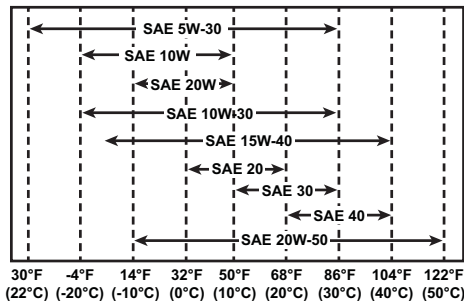 SAE 5W-30
SAE 10W
SAE 20W
SAE 10W-30
SAE 15W-40
SAE 20
SAE 30
SAE 40
SAE 20W-50
30°F -4°F 14°F 32°F 50°F 68°F 86°F 104°F 122°F
(22°C) (-20°C) (-10°C) (0°C) (10°C) (20°C) (30°C) (40°C) (50°C)